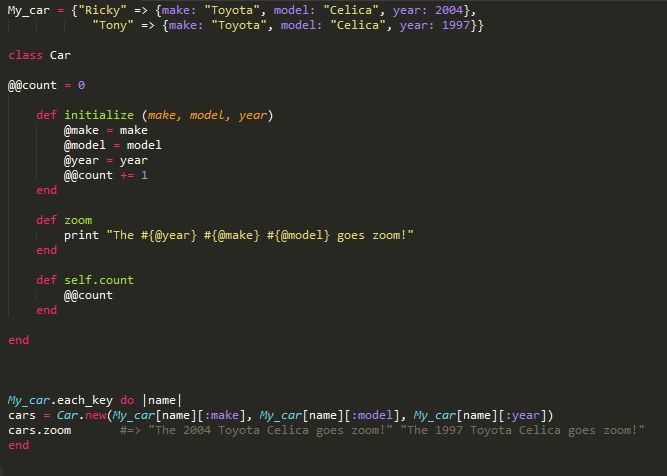 My_car = {"Ricky" => {make: "Toyota", model: "Celica", year: 2004},
            "Tony" => {make: "Toyota", model: "Celica", year: 1997}}

class Car

@@count = 0

    def initialize (make, model, year)
        @make = make
        @model = model
        @year = year
        @@count += 1
    end

    def zoom
        print "The #{@year} #{@make} #{@model} goes zoom!"
    end

    def self.count
        @@count
    end

end

My_car.each_key do |name|
cars = Car.new(My_car[name][:make], My_car[name][:model], My_car[name][:year])
cars.zoom       #=> "The 2004 Toyota Celica goes zoom!" "The 1997 Toyota Celica goes zoom!"
end